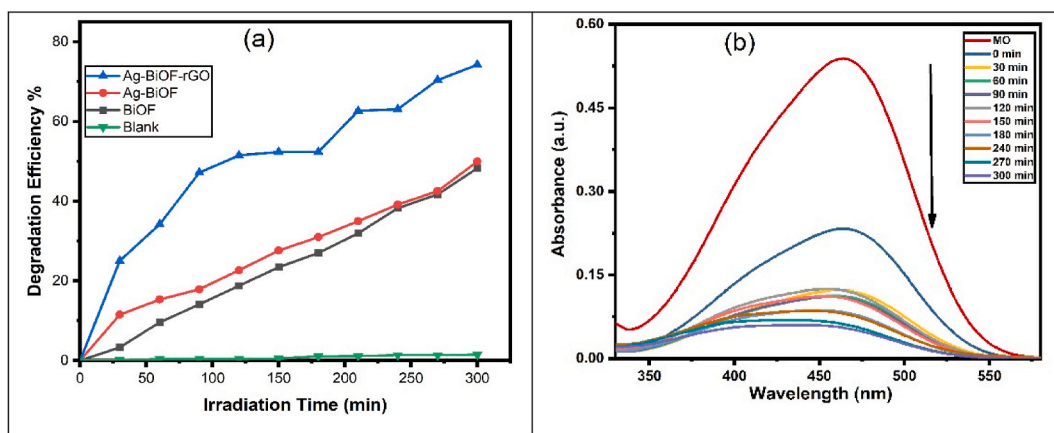 (a)
80
60
40
20
0
Degradation Efficiency %
Ag-BiOF-rGO
Ag-BiOF
BiOF
Blank
0 50 100 150 200 250 300
Irradiation Time (min)
(b)
0.60
0.45
0.30
0.15
0.00
Absorbance (a.u.)
MO
0 min
30 min
60 min
90 min
120 min
150 min
180 min
240 min
270 min
300 min
350 400 450 500 550
Wavelength (nm)